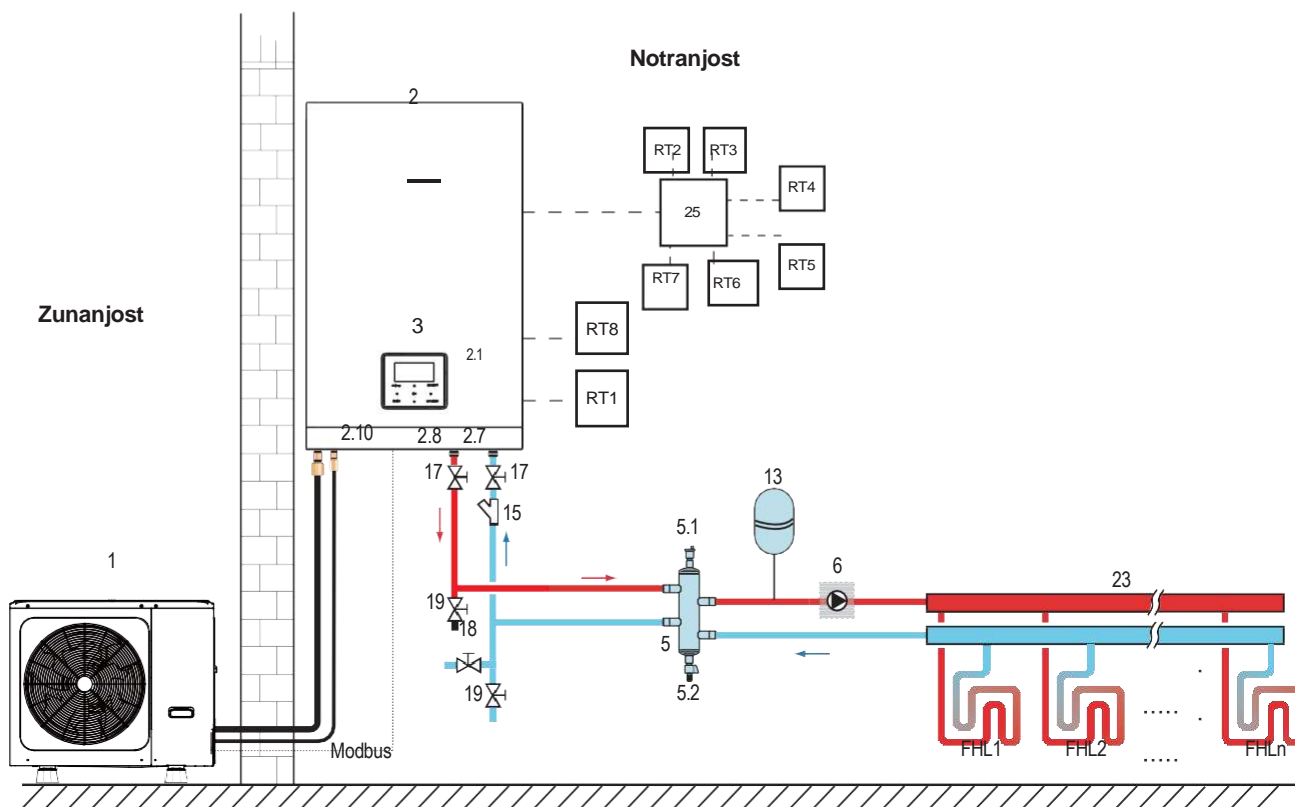 Notranjost
2
RT2
RT3
RT4
25
RT5
RT7
RT6
Zunanjost
3
2.1
RT8
RT1
2.10
2.8
2.7
17
17
13
15
5.1
1
6
23
19
18
5
19
5.2
Modbus
FHL1
FHL2
.....
.....
FHLn